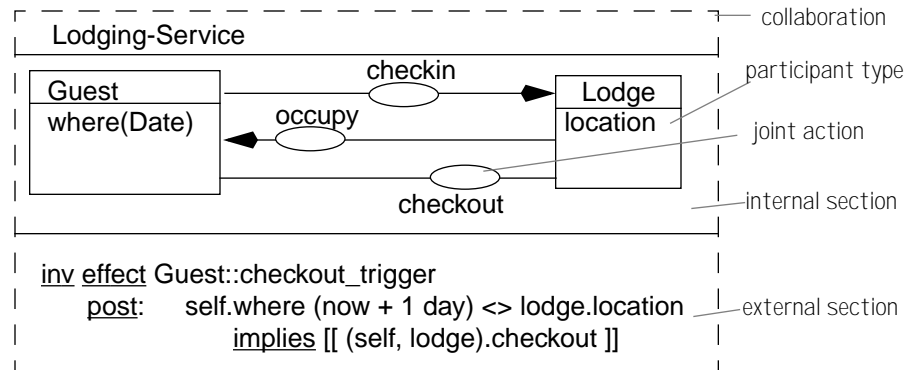 collaboration
Lodging-Service
checkin
participant type
Guest
Lodge
where(Date)
occupy
location
joint action
checkout
internal section
inv effect Guest::checkout_trigger
post: self.where (now + 1 day) <> lodge.location
external section
implies [[ (self, lodge).checkout ]]